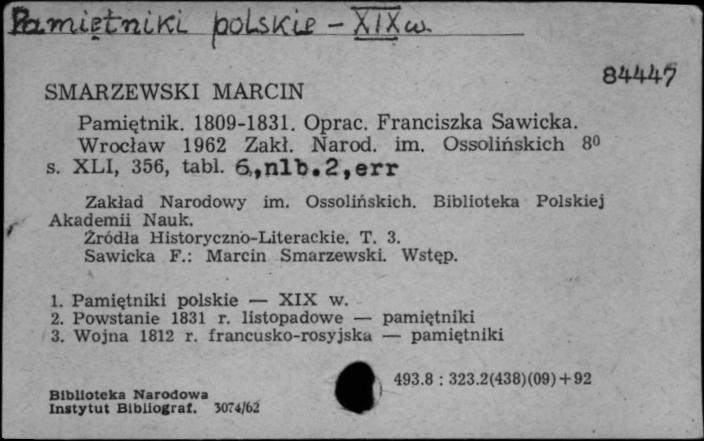 Pamiętniki polskie - XIX w.
84447
SMARZEWSKI MARCIN
Pamiętnik. 1809-1831. Oprac. Franciszka Sawicka.
Wrocław 1962 Zakł. Narod. im. Ossolińskich 8⁰
s. XLI, 356, tabl. 6,nlb.2,err
Zakład Narodowy im. Ossolińskich. Biblioteka Polskiej
Akademii Nauk.
Źródła Historyczno-Literackie. T. 3.
Sawicka F.: Marcin Smarzewski. Wstęp.
1. Pamiętniki polskie — XIX w.
2. Powstanie 1831 r. listopadowe — pamiętniki
3. Wojna 1812 r. francusko-rosyjska — pamiętniki
493.8 : 323.2(438)(09)+92
Biblioteka Narodowa
Instytut Bibliograf. 3074/62